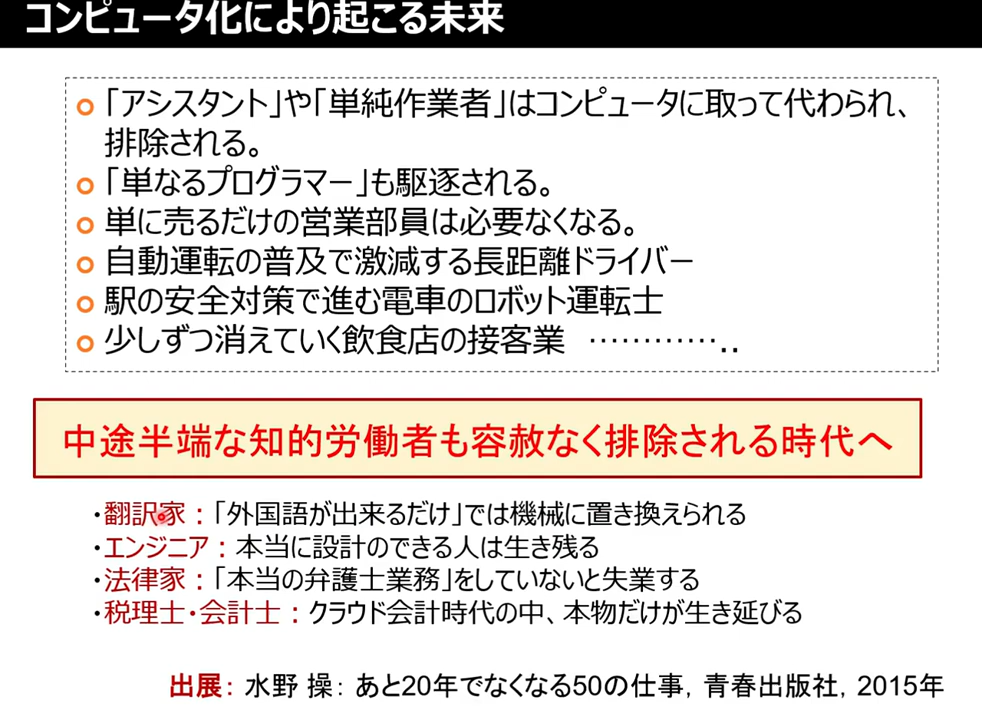 コンピュータ化により起こる未来
「アシスタント」や「単純作業者」はコンピュータに取って代わられ、
排除される。
「単なるプログラマー」も駆逐される。
単に売るだけの営業部員は必要なくなる。
自動運転の普及で激減する長距離ドライバー
駅の安全対策で進む電車のロボット運転士
少しずつ消えていく飲食店の接客業 …………..
中途半端な知的労働者も容赦なく排除される時代へ
・翻訳家：「外国語が出来るだけ」では機械に置き換えられる
・エンジニア：本当に設計のできる人は生き残る
・法律家：「本当の弁護士業務」をしていないと失業する
・税理士・会計士：クラウド会計時代の中、本物だけが生き延びる
出展： 水野 操： あと20年でなくなる50の仕事，青春出版社，2015年